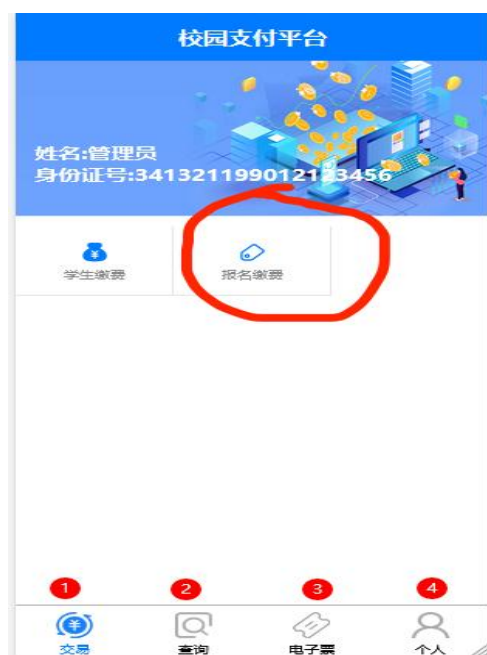 校园支付平台
姓名:管理员
身份证号:341321199012123456
学生缴费 报名缴费
1 2 3 4
交易 查询 电子票 个人